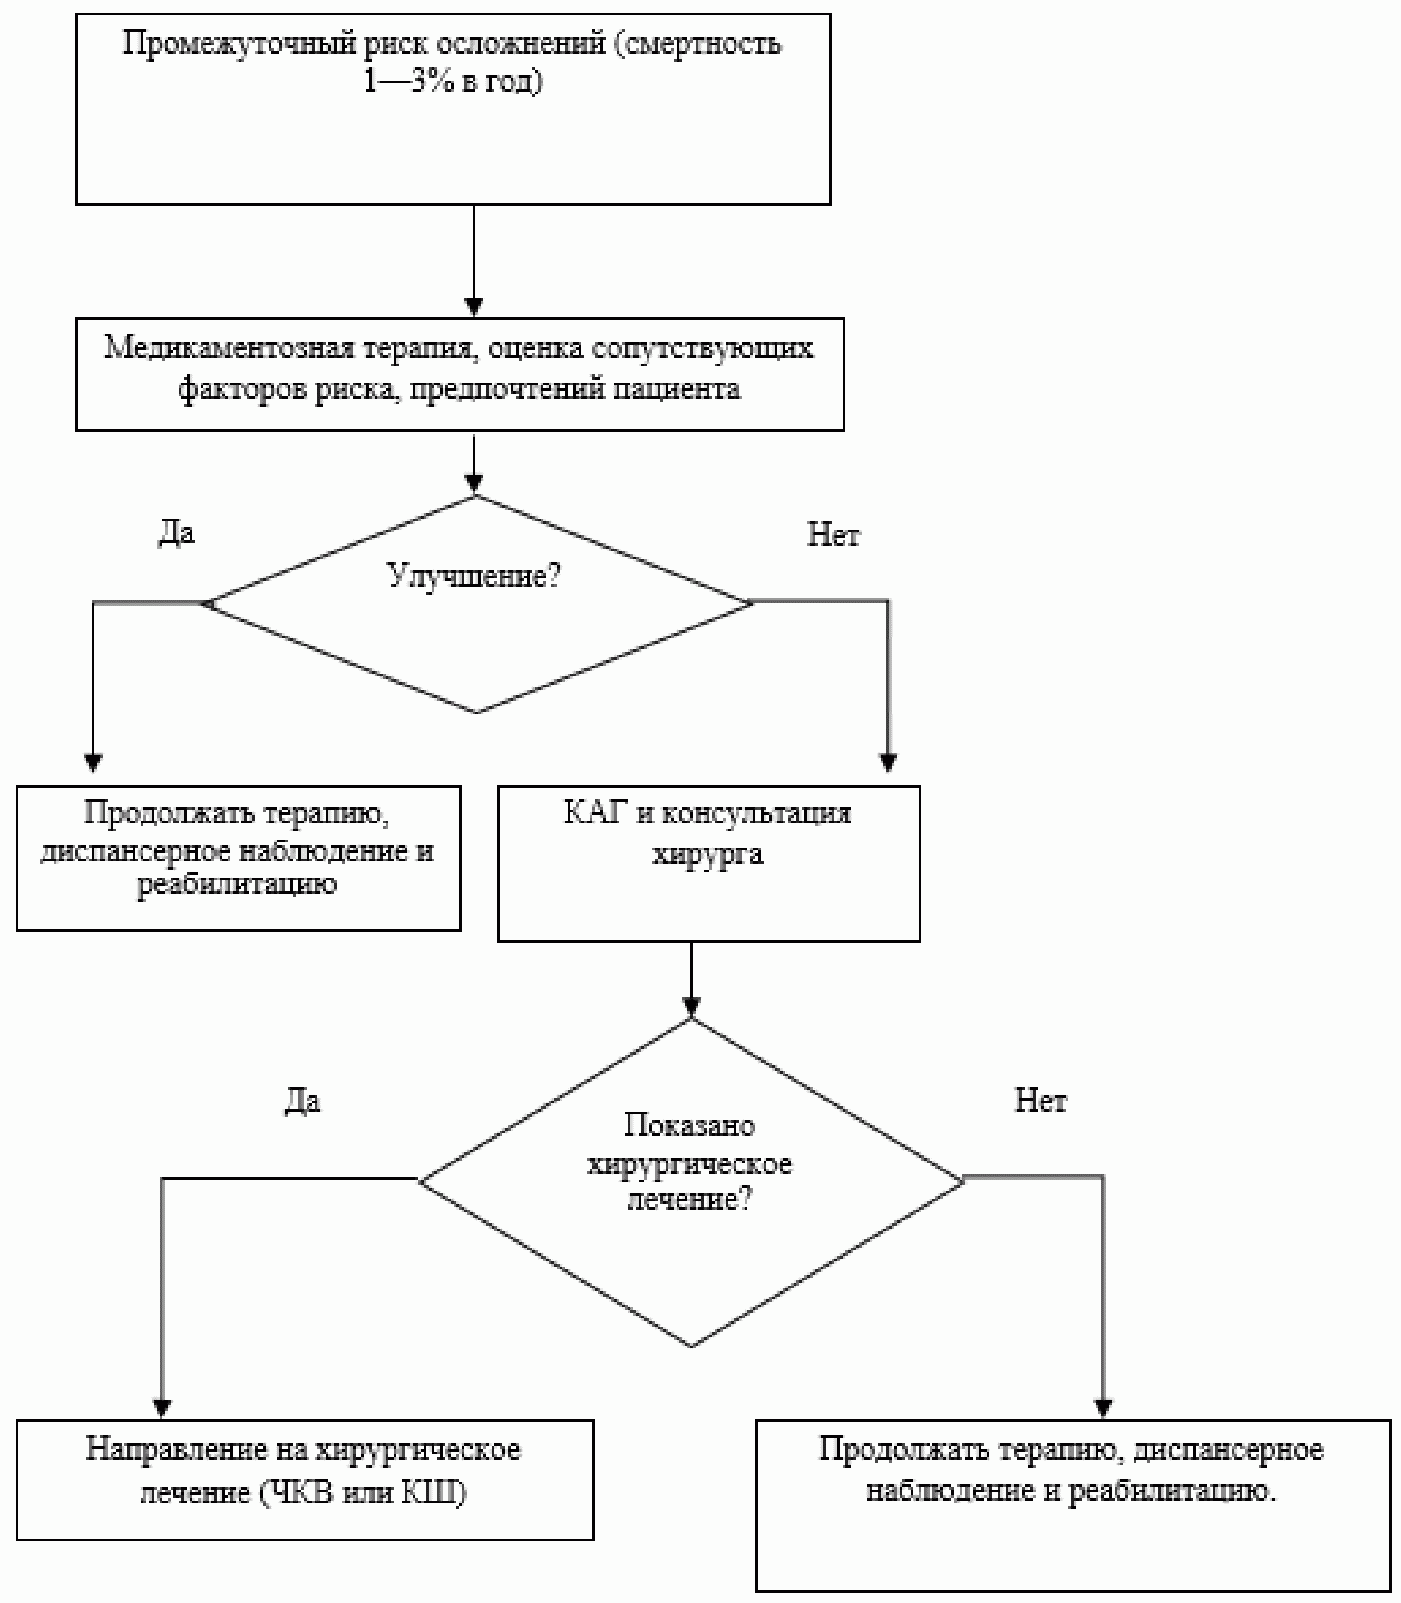 Промежуточный риск осложнений (смертность
1—3% в год)
Медикаментозная терапия, оценка сопутствующих
факторов риска, предпочтений пациента
Да
Нет
Улучшение?
Продолжать терапию,
диспансерное наблюдение и
реабилитацию
КАГ и консультация
хирурга
Да
Нет
Показано
хирургическое
лечение?
Направление на хирургическое
лечение (ЧКВ или КШ)
Продолжать терапию, диспансерное
наблюдение и реабилитацию.